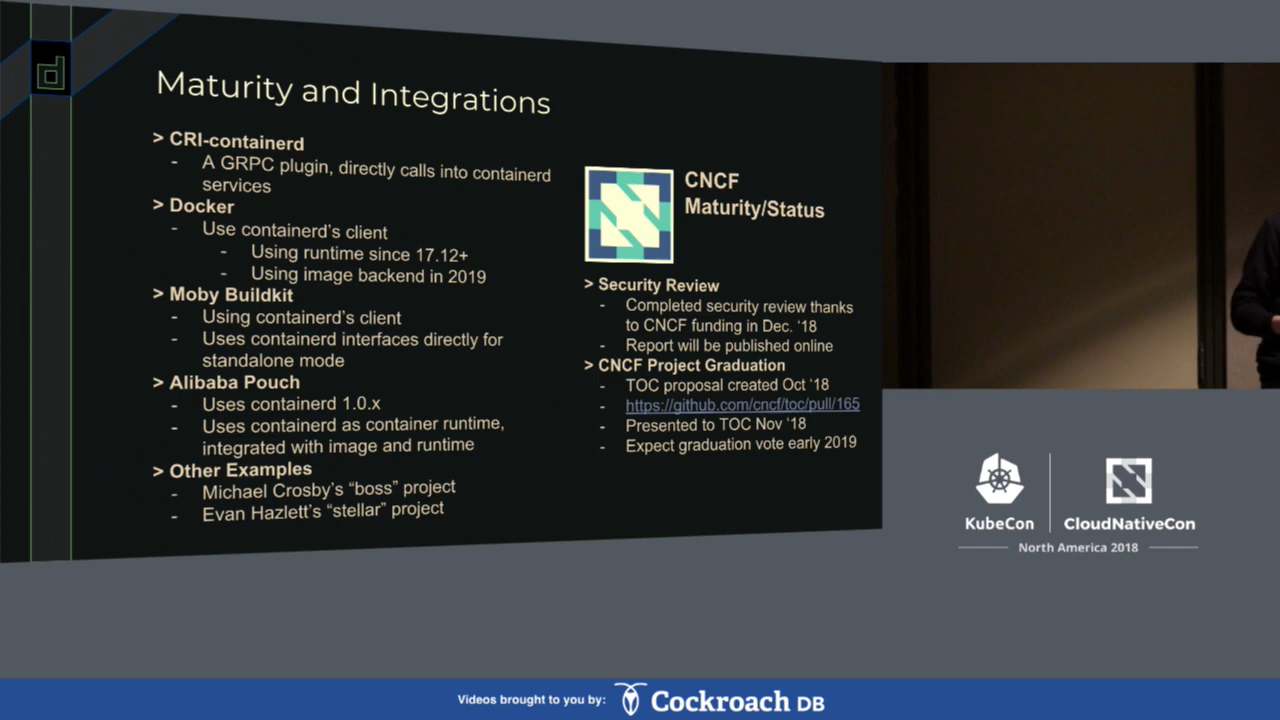 Maturity and Integrations
> CRI-containerd
- A GRPC plugin, directly calls into containerd
services
> Docker
- Use containerd's client
- Using runtime since 17.12+
- Using image backend in 2019
> Moby Buildkit
- Using containerd's client
- Uses containerd interfaces directly for
standalone mode
> Alibaba Pouch
- Uses containerd 1.0.x
- Uses containerd as container runtime,
integrated with image and runtime
> Other Examples
- Michael Crosby's “boss” project
- Evan Hazlett's “stellar” project
CNCF
Maturity/Status
> Security Review
- Completed security review thanks
to CNCF funding in Dec. ‘18
- Report will be published online
> CNCF Project Graduation
- TOC proposal created Oct ‘18
- https://github.com/cncf/toc/pull/165
- Presented to TOC Nov ‘18
- Expect graduation vote early 2019
KubeCon
CloudNativeCon
North America 2018
Videos brought to you by:
Cockroach DB